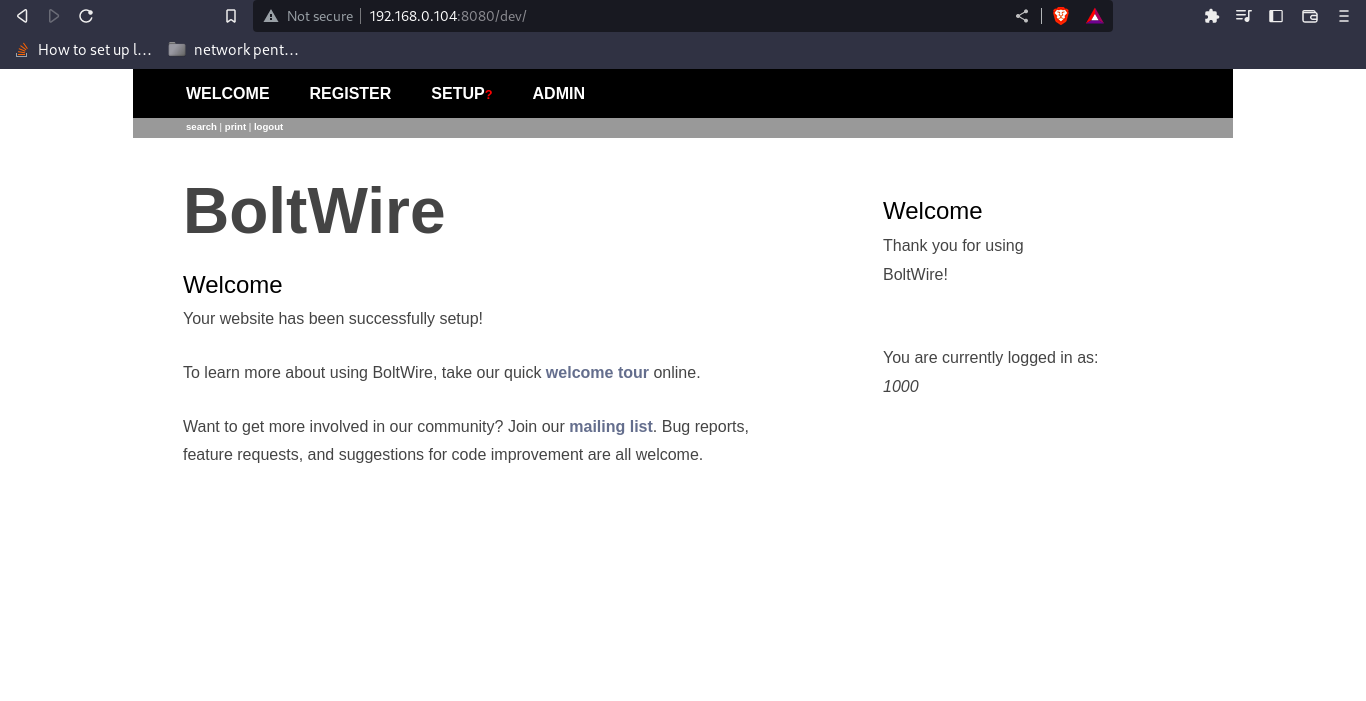 Not secure 192.168.0.104:8080/dev/
How to set up l... network pent...
WELCOME REGISTER SETUP? ADMIN
search | print | logout
BoltWire
Welcome
Your website has been successfully setup!
To learn more about using BoltWire, take our quick welcome tour online.
Want to get more involved in our community? Join our mailing list. Bug reports,
feature requests, and suggestions for code improvement are all welcome.
Welcome
Thank you for using
BoltWire!
You are currently logged in as:
1000